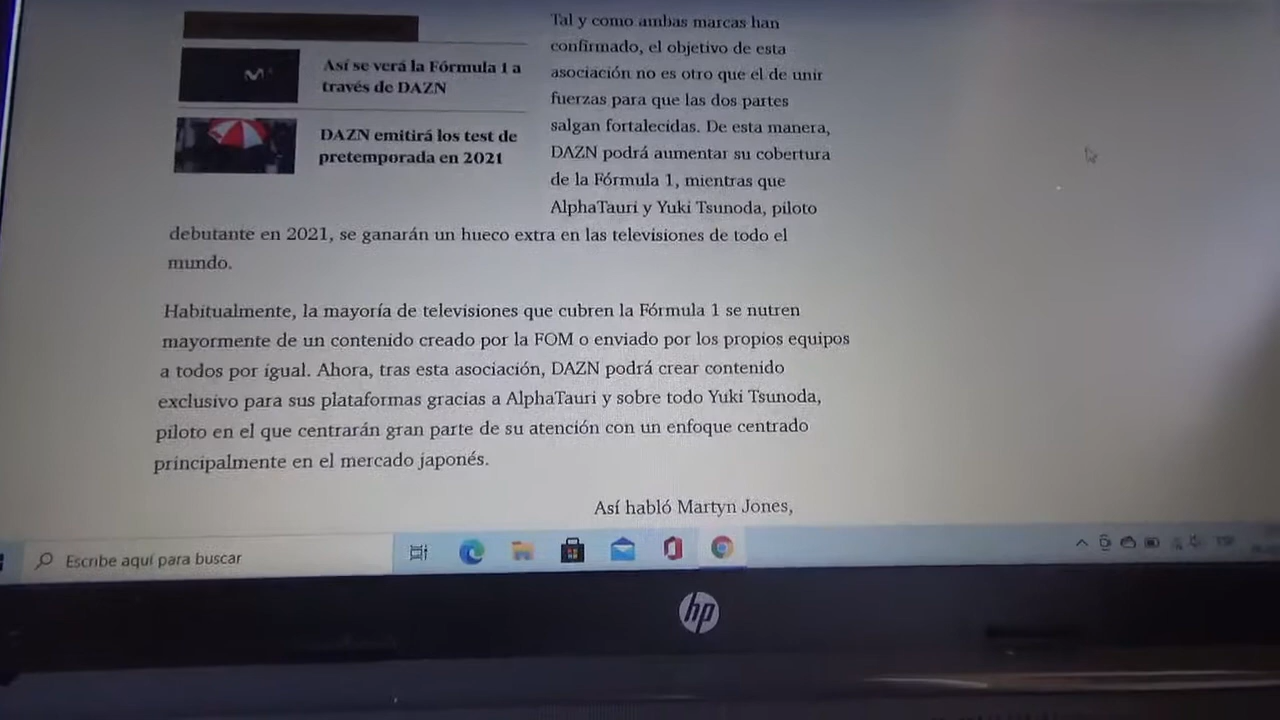 Así se verá la Fórmula 1 a
través de DAZN
DAZN emitirá los test de
pretemporada en 2021
Tal y como ambas marcas han
confirmado, el objetivo de esta
asociación no es otro que el de unir
fuerzas para que las dos partes
salgan fortalecidas. De esta manera,
DAZN podrá aumentar su cobertura
de la Fórmula 1, mientras que
AlphaTauri y Yuki Tsunoda, piloto
debutante en 2021, se ganarán un hueco extra en las televisiones de todo el
mundo.
Habitualmente, la mayoría de televisiones que cubren la Fórmula 1 se nutren
mayormente de un contenido creado por la FOM o enviado por los propios equipos
a todos por igual. Ahora, tras esta asociación, DAZN podrá crear contenido
exclusivo para sus plataformas gracias a AlphaTauri y sobre todo Yuki Tsunoda,
piloto en el que centrarán gran parte de su atención con un enfoque centrado
principalmente en el mercado japonés.
Así habló Martyn Jones,
Escribe aquí para buscar
hp